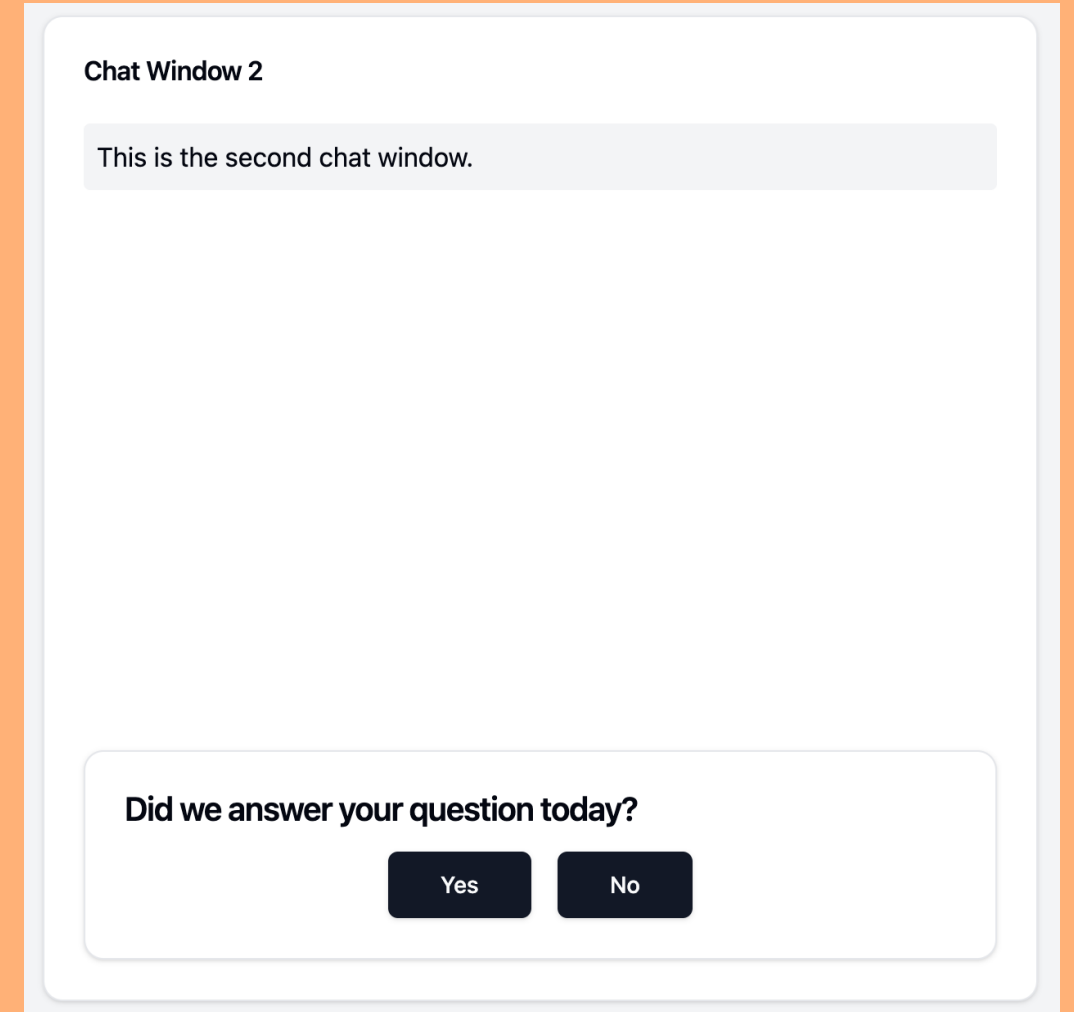 Chat Window 2
This is the second chat window.
Did we answer your question today?
Yes
No